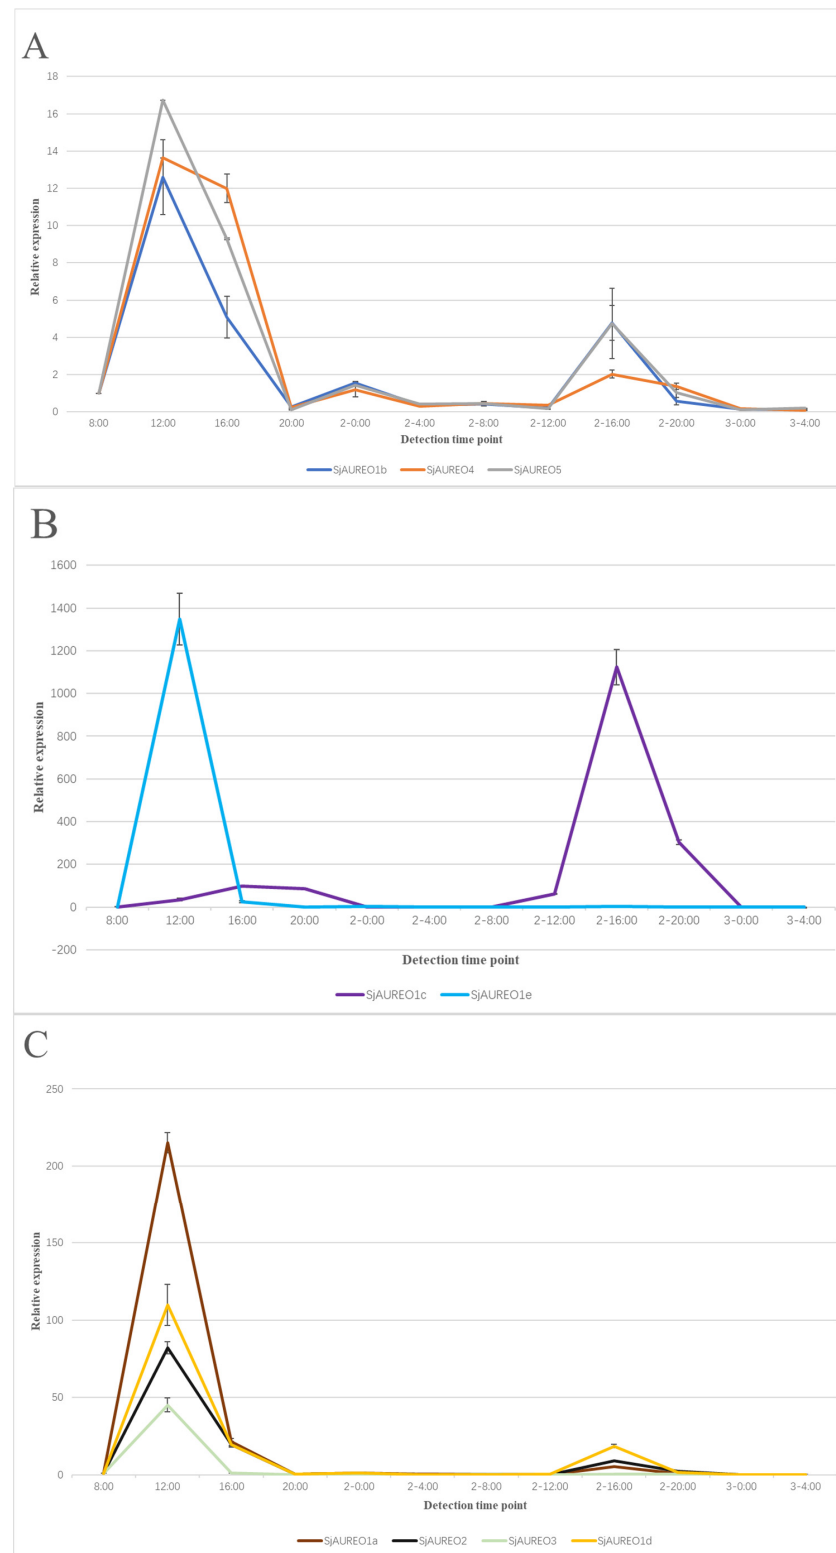 A
18
16
14
12
10
8
6
4
2
0
Relative expression
8:00 12:00 16:00 20:00 2-0:00 2-4:00 2-8:00 2-12:00 2-16:00 2-20:00 3-0:00 3-4:00
Detection time point
SjAUREO1b SjAUREO4 SjAUREO5
B
1600
1400
1200
1000
800
600
400
200
0
-200
Relative expression
8:00 12:00 16:00 20:00 2-0:00 2-4:00 2-8:00 2-12:00 2-16:00 2-20:00 3-0:00 3-4:00
Detection time point
SjAUREO1c SjAUREO1e
C
250
200
150
100
50
0
Relative expression
8:00 12:00 16:00 20:00 2-0:00 2-4:00 2-8:00 2-12:00 2-16:00 2-20:00 3-0:00 3-4:00
Detection time point
SjAUREO1a SjAUREO2 SjAUREO3 SjAUREO1d